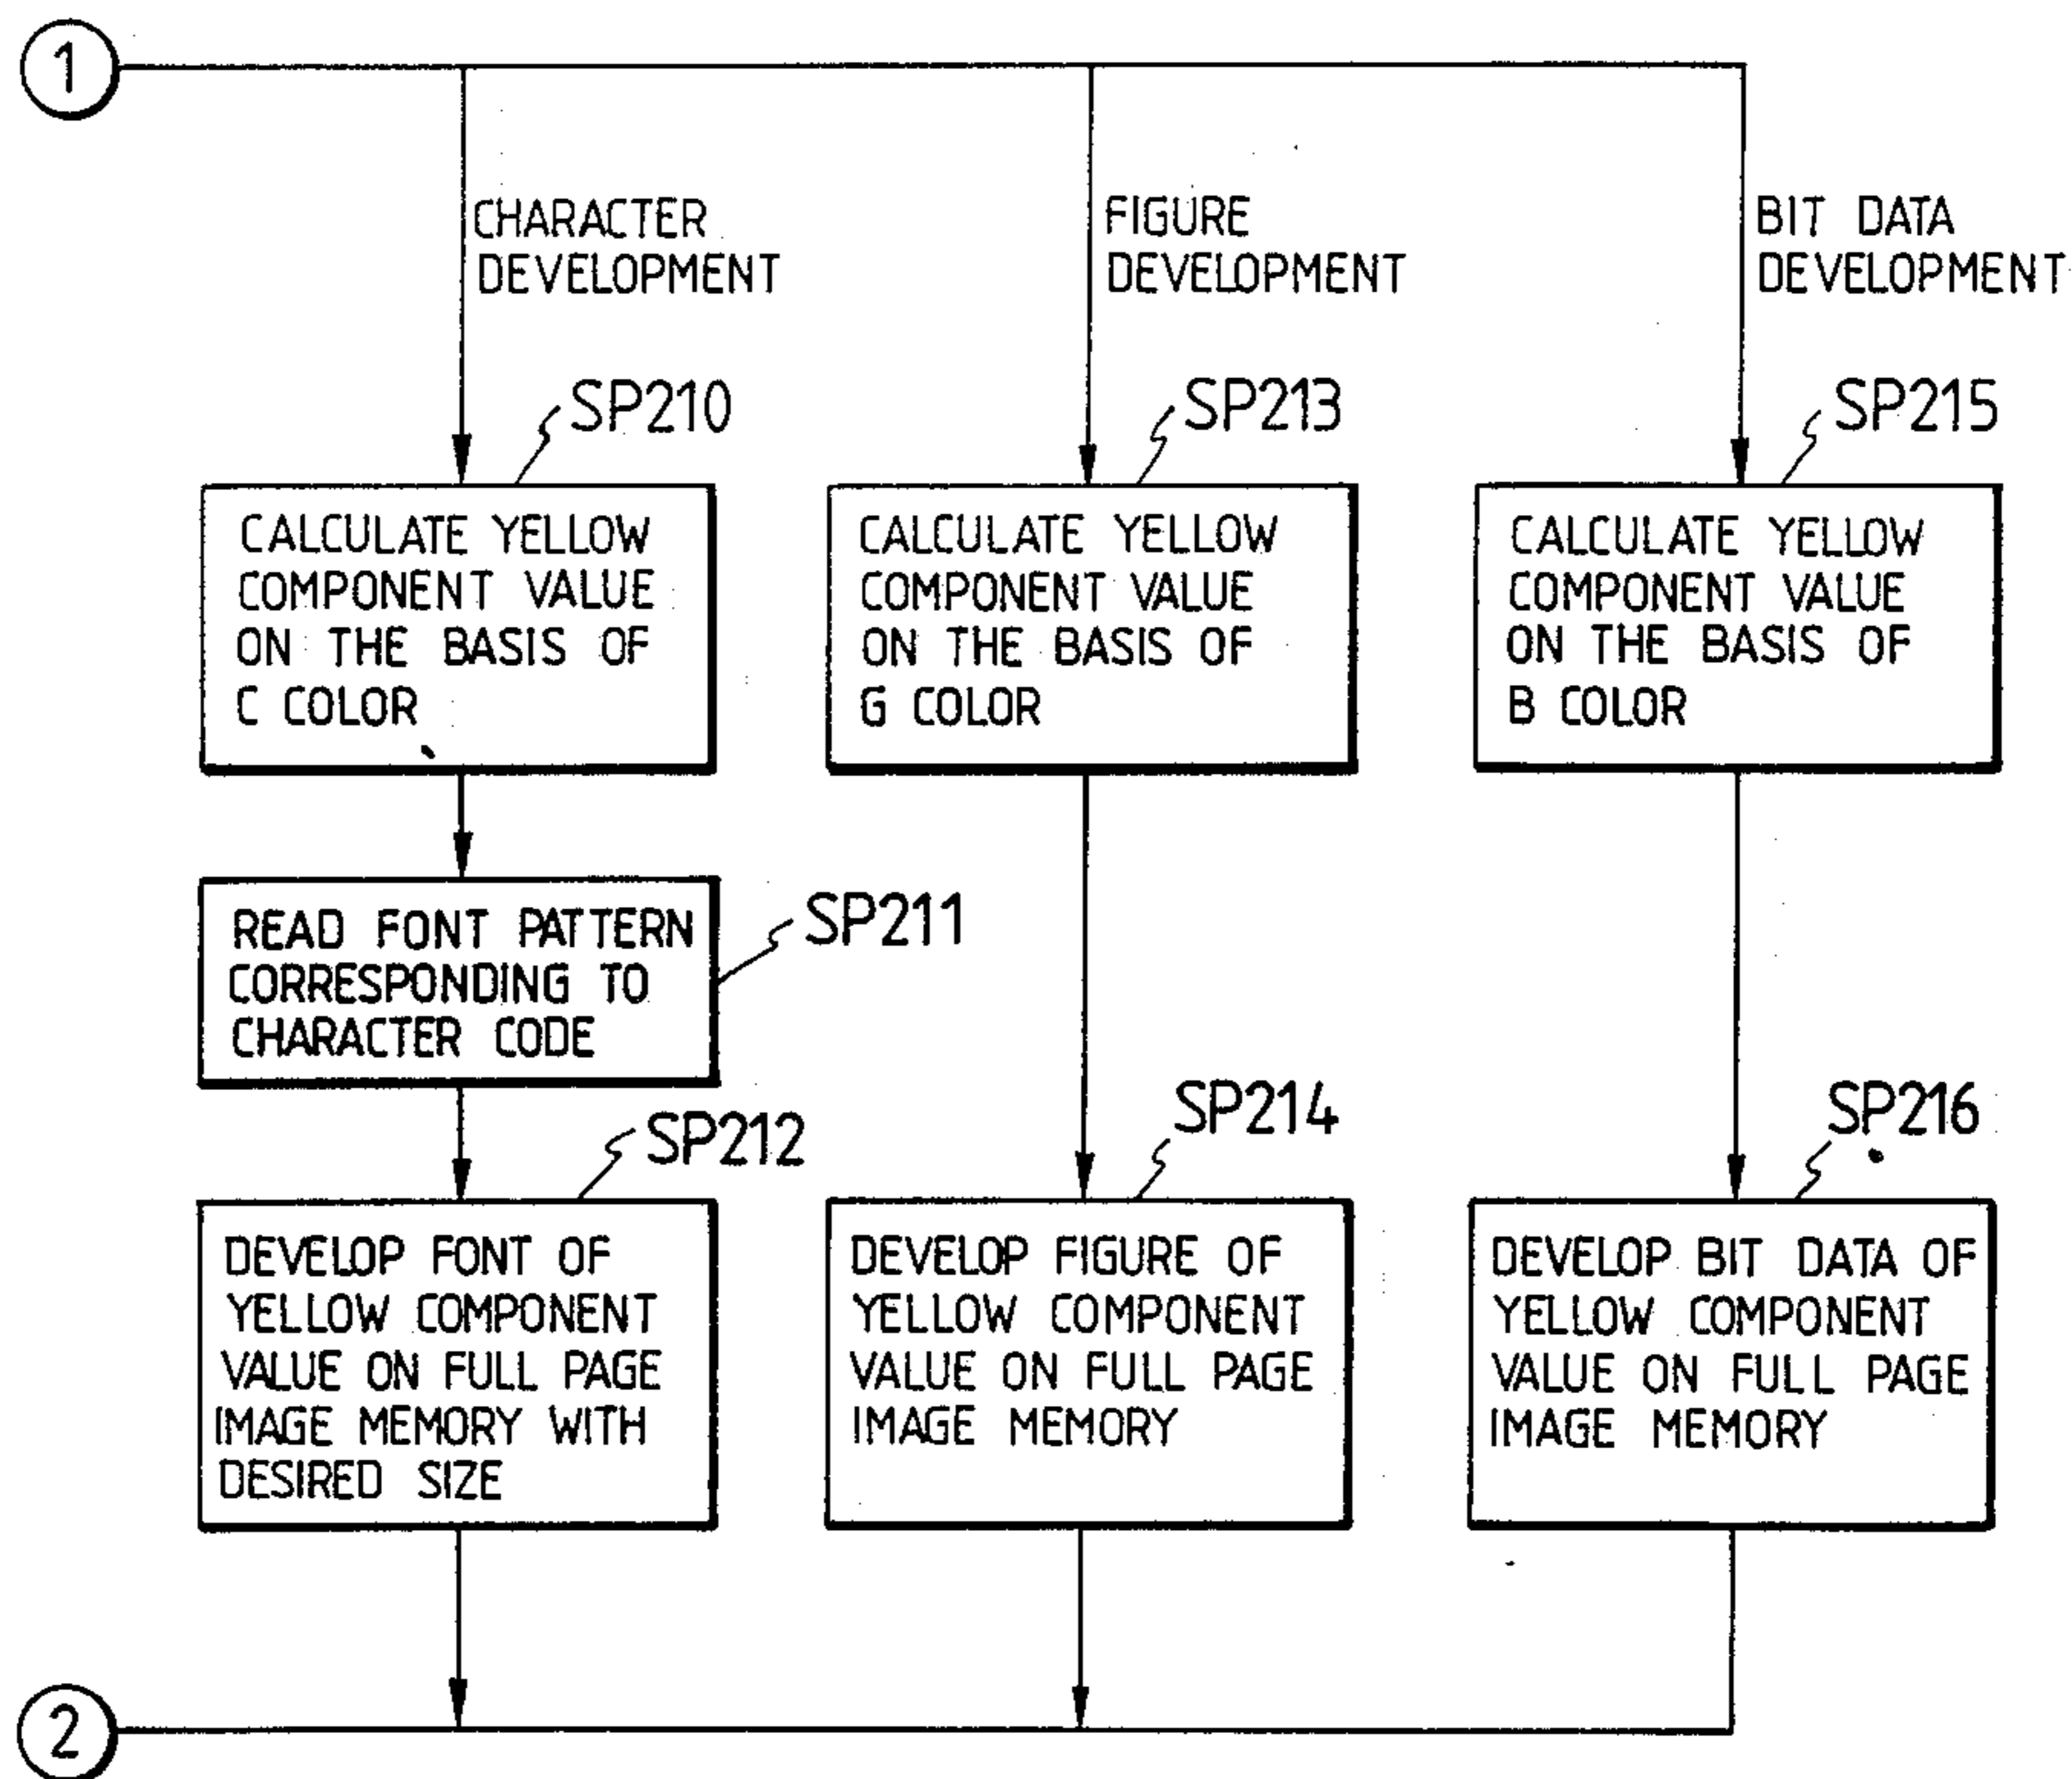 1
CHARACTER
DEVELOPMENT
FIGURE
DEVELOPMENT
BIT DATA
DEVELOPMENT
SP210
CALCULATE YELLOW
COMPONENT VALUE
ON THE BASIS OF
C COLOR
SP213
CALCULATE YELLOW
COMPONENT VALUE
ON THE BASIS OF
G COLOR
SP215
CALCULATE YELLOW
COMPONENT VALUE
ON THE BASIS OF
B COLOR
SP211
READ FONT PATTERN
CORRESPONDING TO
CHARACTER CODE
SP212
DEVELOP FONT OF
YELLOW COMPONENT
VALUE ON FULL PAGE
IMAGE MEMORY WITH
DESIRED SIZE
SP214
DEVELOP FIGURE OF
YELLOW COMPONENT
VALUE ON FULL PAGE
IMAGE MEMORY
SP216
DEVELOP BIT DATA OF
YELLOW COMPONENT
VALUE ON FULL PAGE
IMAGE MEMORY
2